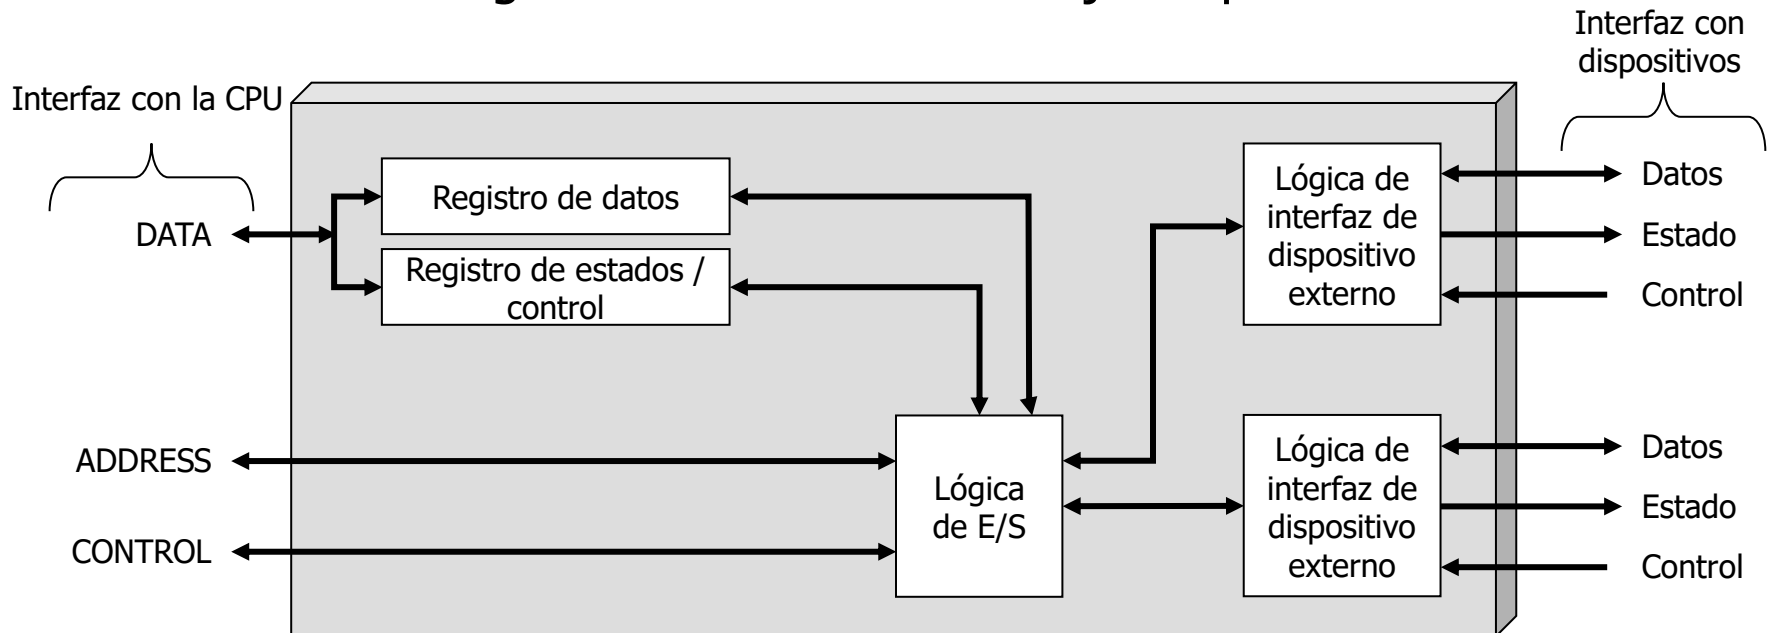 Interfaz con
dispositivos
Interfaz con la CPU
Registro de datos
DATA
Registro de estados /
control
Lógica de
interfaz de
dispositivo
externo
Datos
Estado
Control
ADDRESS
CONTROL
Lógica
de E/S
Lógica de
interfaz de
dispositivo
externo
Datos
Estado
Control